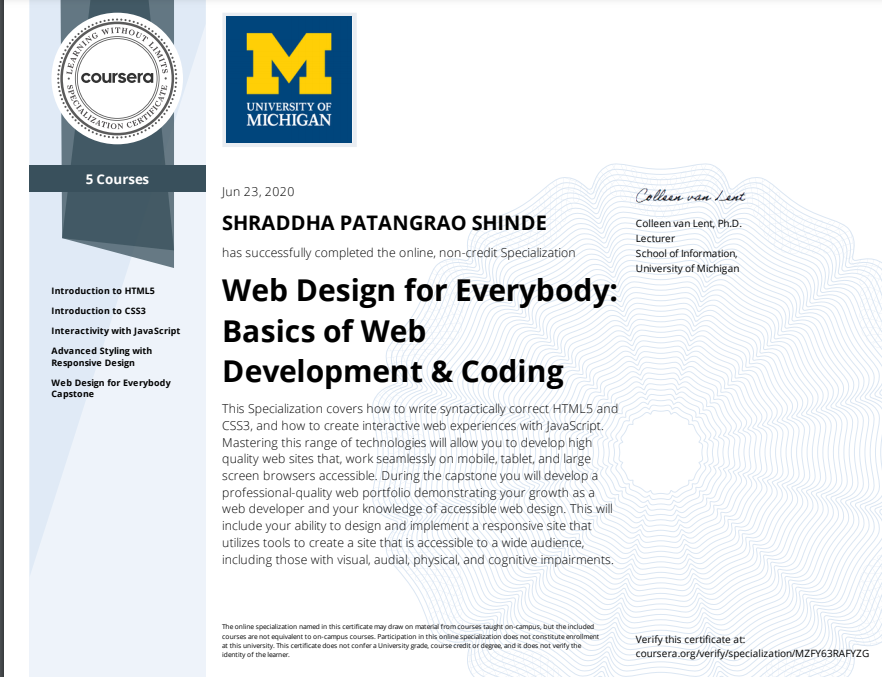 LEARNING WITHOUT LIMITS
coursera
SPECIALIZATION CERTIFICATE
UNIVERSITY OF
MICHIGAN
5 Courses
Introduction to HTML5
Introduction to CSS3
Interactivity with JavaScript
Advanced Styling with
Responsive Design
Web Design for Everybody
Capstone
Jun 23, 2020
SHRADDHA PATANGRAO SHINDE
has successfully completed the online, non-credit Specialization
Web Design for Everybody:
Basics of Web
Development & Coding
This Specialization covers how to write syntactically correct HTML5 and
CSS3, and how to create interactive web experiences with JavaScript.
Mastering this range of technologies will allow you to develop high
quality web sites that, work seamlessly on mobile, tablet, and large
screen browsers accessible. During the capstone you will develop a
professional-quality web portfolio demonstrating your growth as a
web developer and your knowledge of accessible web design. This will
include your ability to design and implement a responsive site that
utilizes tools to create a site that is accessible to a wide audience,
including those with visual, audial, physical, and cognitive impairments.
Colleen van Lent
Colleen van Lent, Ph.D.
Lecturer
School of Information,
University of Michigan
The online specialization named in this certificate may draw on material from courses taught on-campus, but the included
courses are not equivalent to on-campus courses. Participation in this online specialization does not constitute enrollment
at this university. This certificate does not confer a University grade, course credit or degree, and it does not verify the
identity of the learner.
Verify this certificate at:
coursera.org/verify/specialization/MZFY63RAFYZG